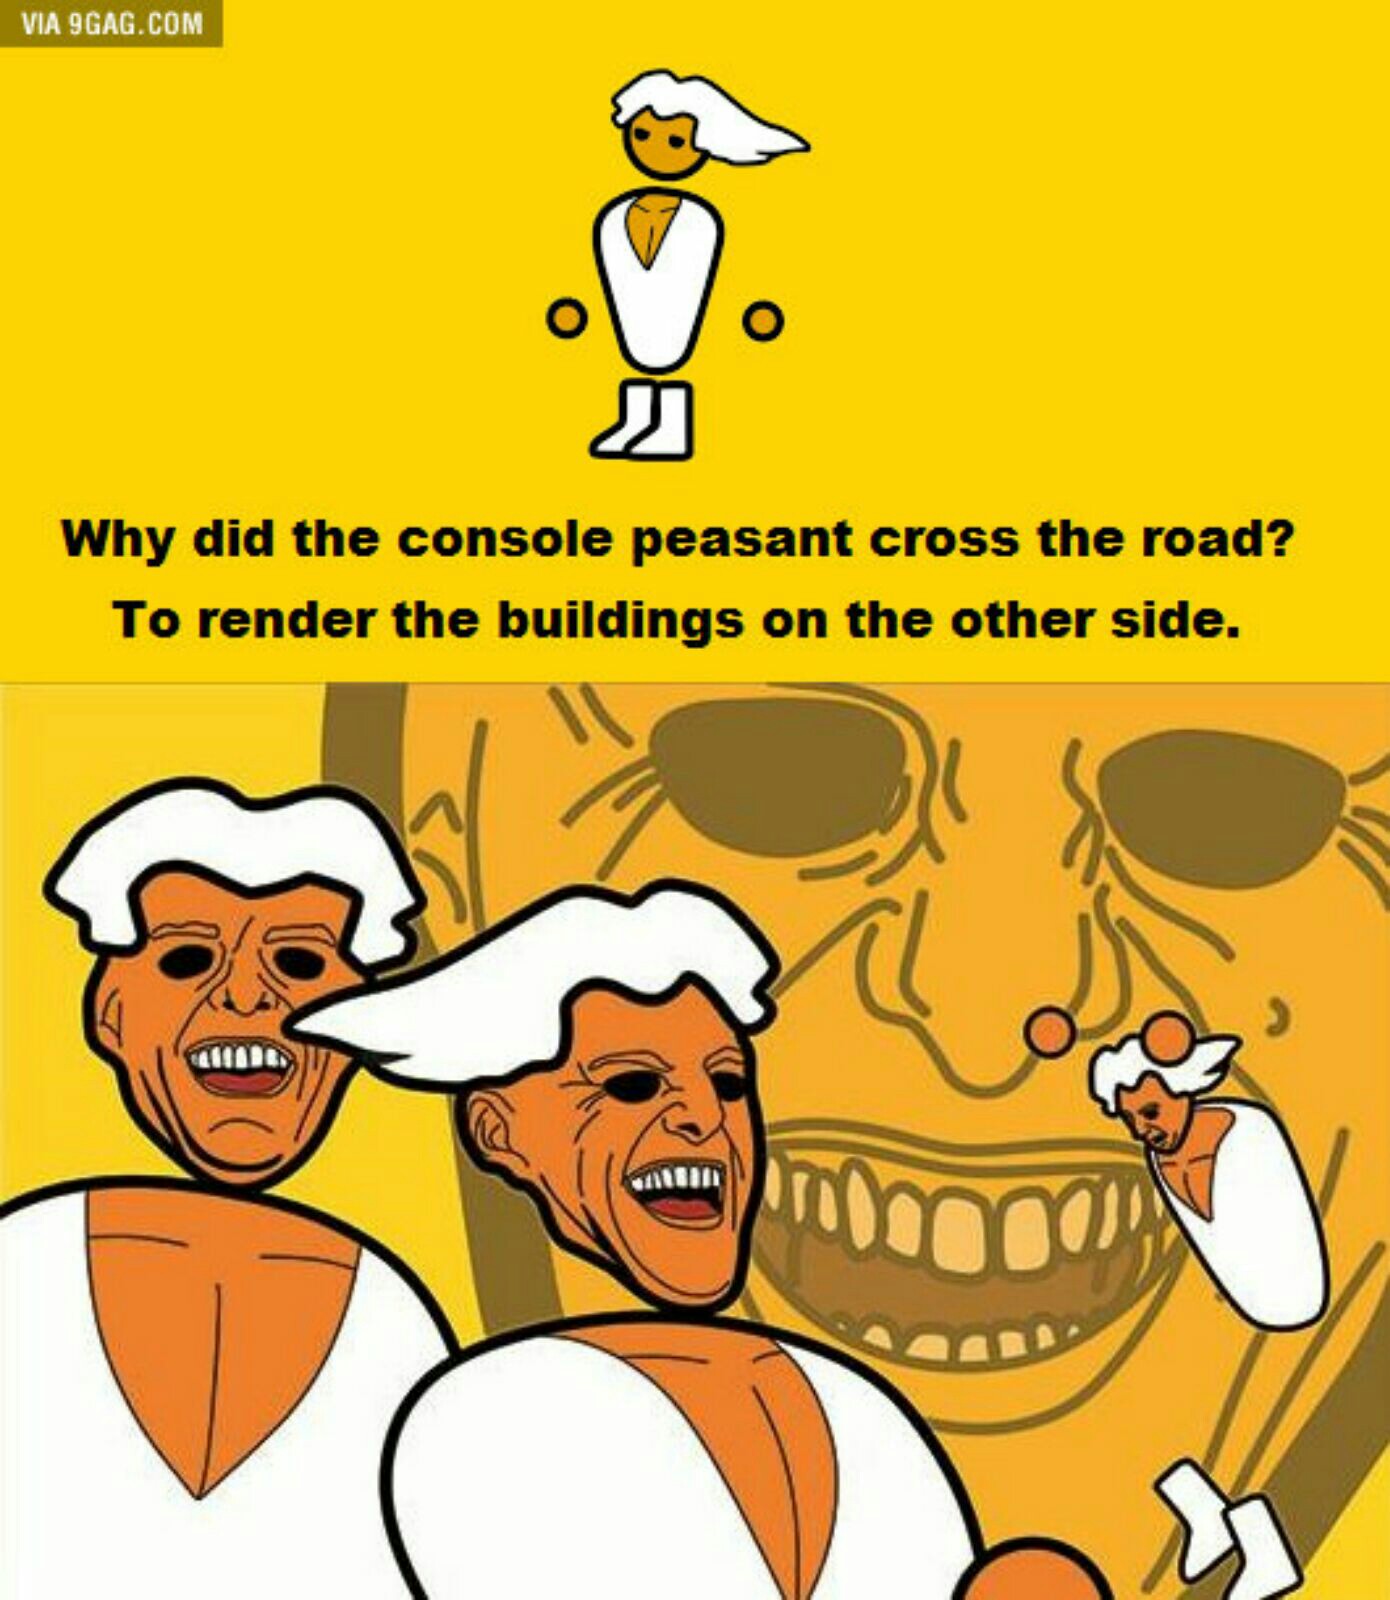 VIA 9GAG.COM
Why did the console peasant cross the road?
To render the buildings on the other side.